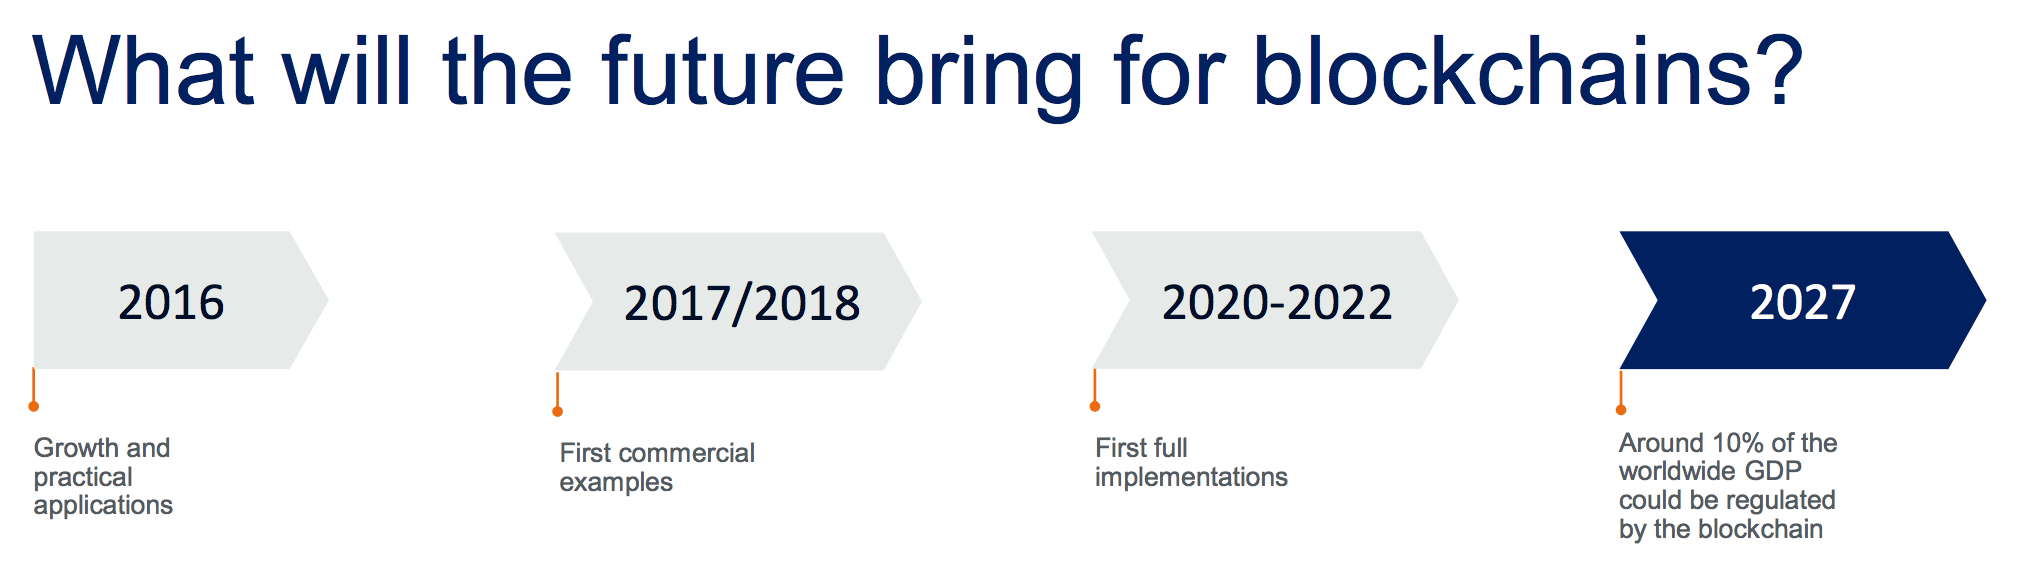 What will the future bring for blockchains?
2016
2017/2018
2020-2022
2027
Growth and
practical
applications
First commercial
examples
First full
implementations
Around 10% of the
worldwide GDP
could be regulated
by the blockchain